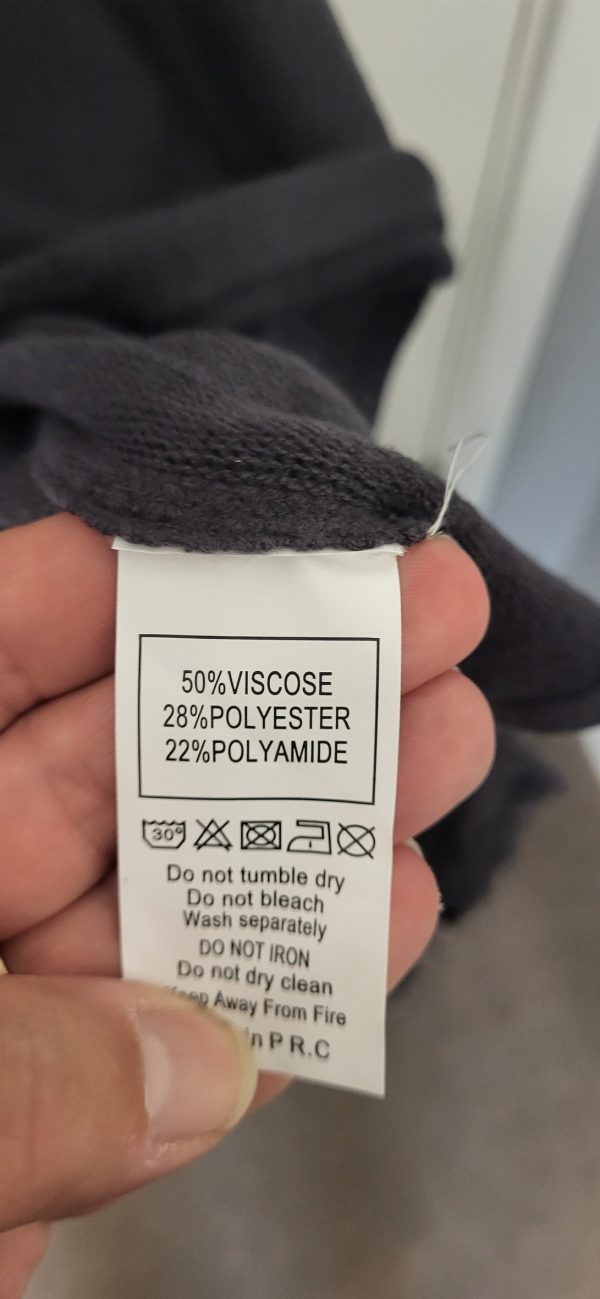 50%VISCOSE
28%POLYESTER
22%POLYAMIDE
30°
Do not tumble dry
Do not bleach
Wash separately
DO NOT IRON
Do not dry clean
Away From Fire
in P R.C